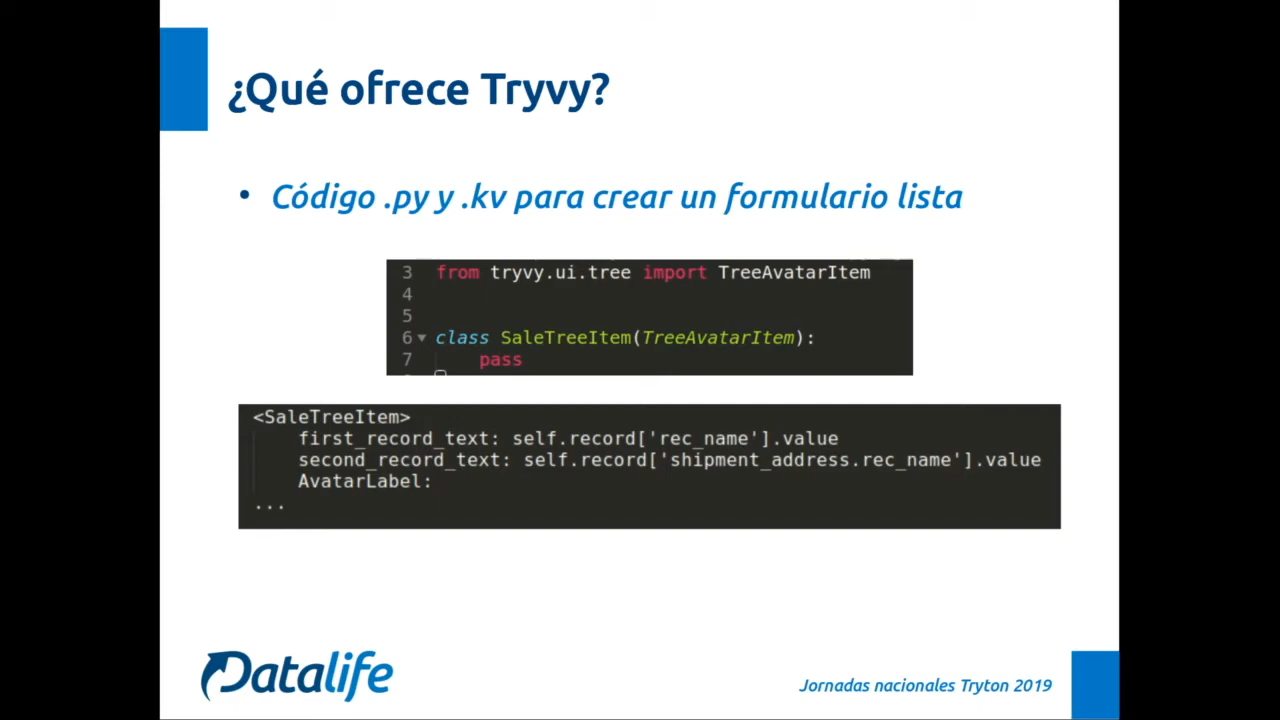 ¿Qué ofrece Tryvy?
• Código .py y .kv para crear un formulario lista
3 from tryvy.ui.tree import TreeAvatarItem
4
5
6 class SaleTreeItem(TreeAvatarItem):
7 pass
<SaleTreeItem>
first_record_text: self.record['rec_name'].value
second_record_text: self.record['shipment_address.rec_name'].value
AvatarLabel:
...
Datalife
Jornadas nacionales Tryton 2019